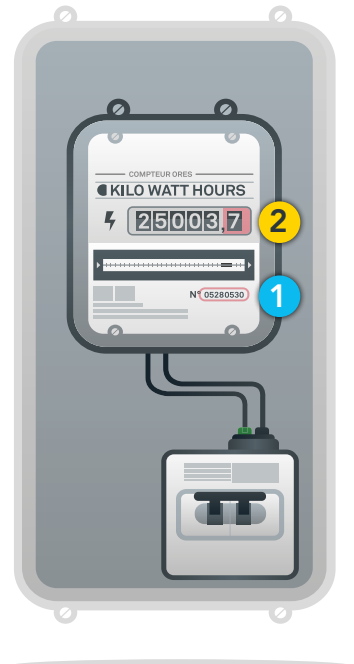 COMPTEUR ORES
KILO WATT HOURS
25003,7
2
N° 05280530
1